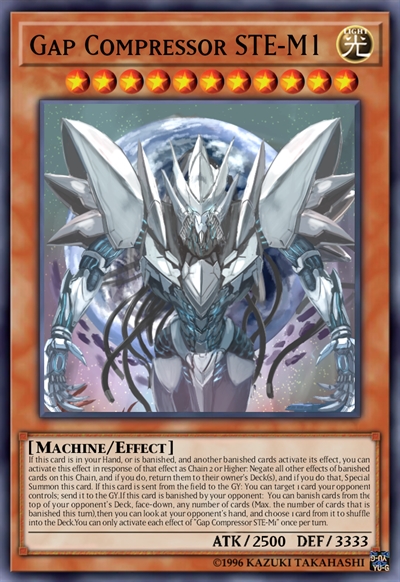 GAP COMPRESSOR STE-M1
LIGHT
光
[MACHINE/EFFECT]
If this card is in your Hand, or is banished, and another banished cards activate its effect, you can
activate this effect in response of that effect as Chain 2 or Higher: Negate all other effects of banished
cards on this Chain, and if you do, return them to their owner's Deck(s), and if you do that, Special
Summon this card. If this card is sent from the field to the GY: You can target 1 card your opponent
controls; send it to the GY.If this card is banished by your opponent: You can banish cards from the
top of your opponent's Deck, face-down, any number of cards (Max. the number of cards that is
banished this turn),then you can look at your opponent's hand, and choose 1 card from it to shuffle
into the Deck.You can only activate each effect of "Gap Compressor STE-M1" once per turn.
ATK/2500 DEF/3333
©1996 KAZUKI TAKAHASHI